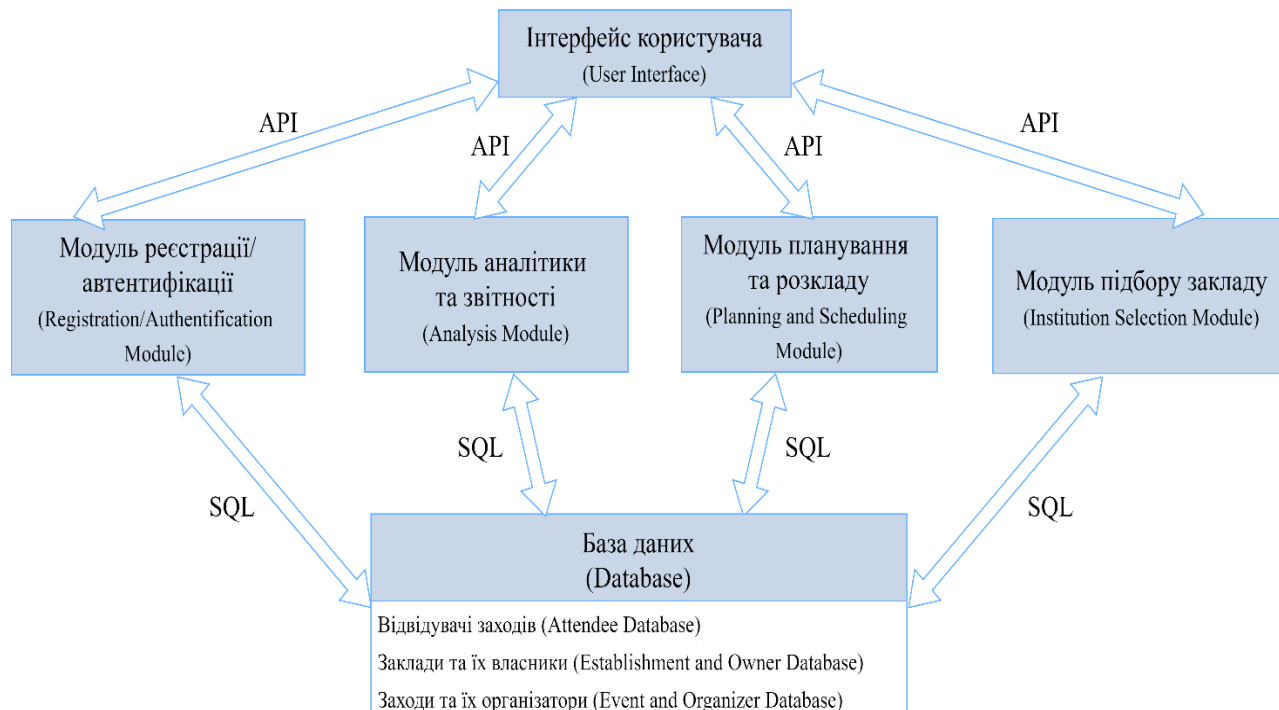 Інтерфейс користувача
(User Interface)
API
API
API
API
Модуль реєстрації/
автентифікації
(Registration/Authentification
Module)
Модуль аналітики
та звітності
(Analysis Module)
Модуль планування
та розкладу
(Planning and Scheduling
Module)
Модуль підбору закладу
(Institution Selection Module)
SQL
SQL
SQL
SQL
База даних
(Database)
Відвідувачі заходів (Attendee Database)
Заклади та їх власники (Establishment and Owner Database)
Заходи та їх організатори (Event and Organizer Database)